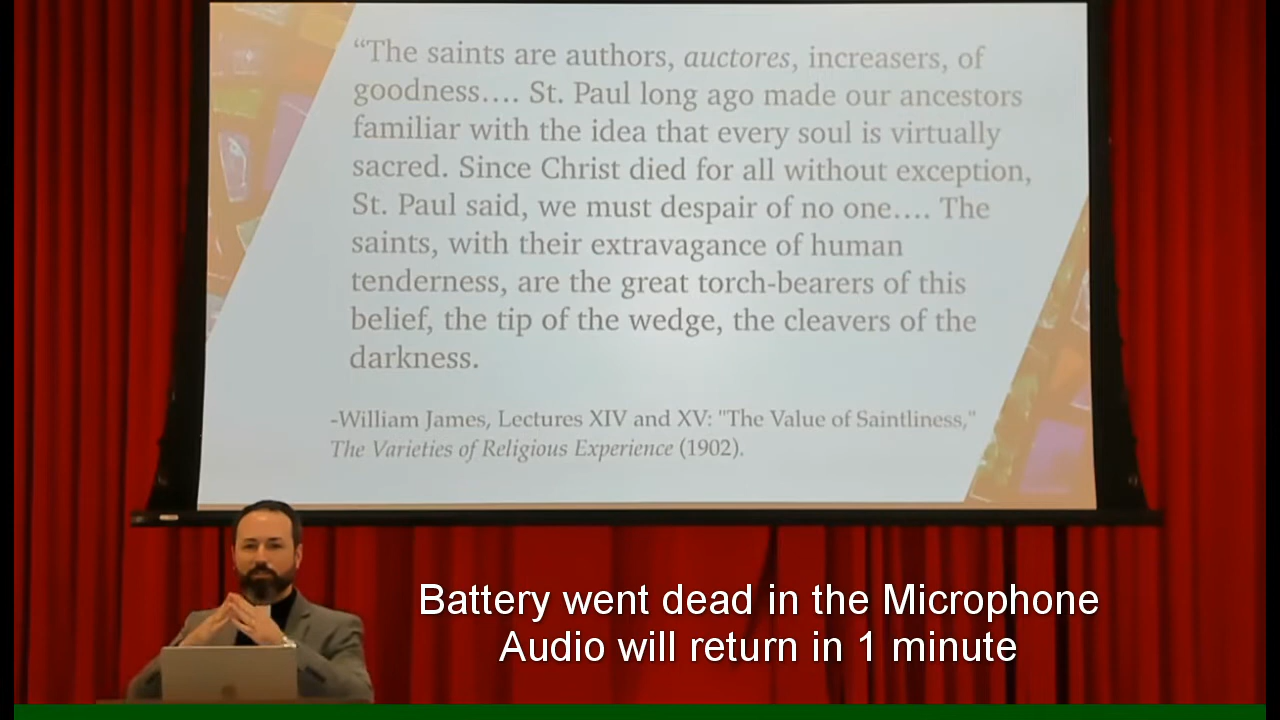 “The saints are authors, auctores, increasers, of
goodness…. St. Paul long ago made our ancestors
familiar with the idea that every soul is virtually
sacred. Since Christ died for all without exception,
St. Paul said, we must despair of no one…. The
saints, with their extravagance of human
tenderness, are the great torch-bearers of this
belief, the tip of the wedge, the cleavers of the
darkness.
-William James, Lectures XIV and XV: "The Value of Saintliness,"
The Varieties of Religious Experience (1902).
Battery went dead in the Microphone
Audio will return in 1 minute